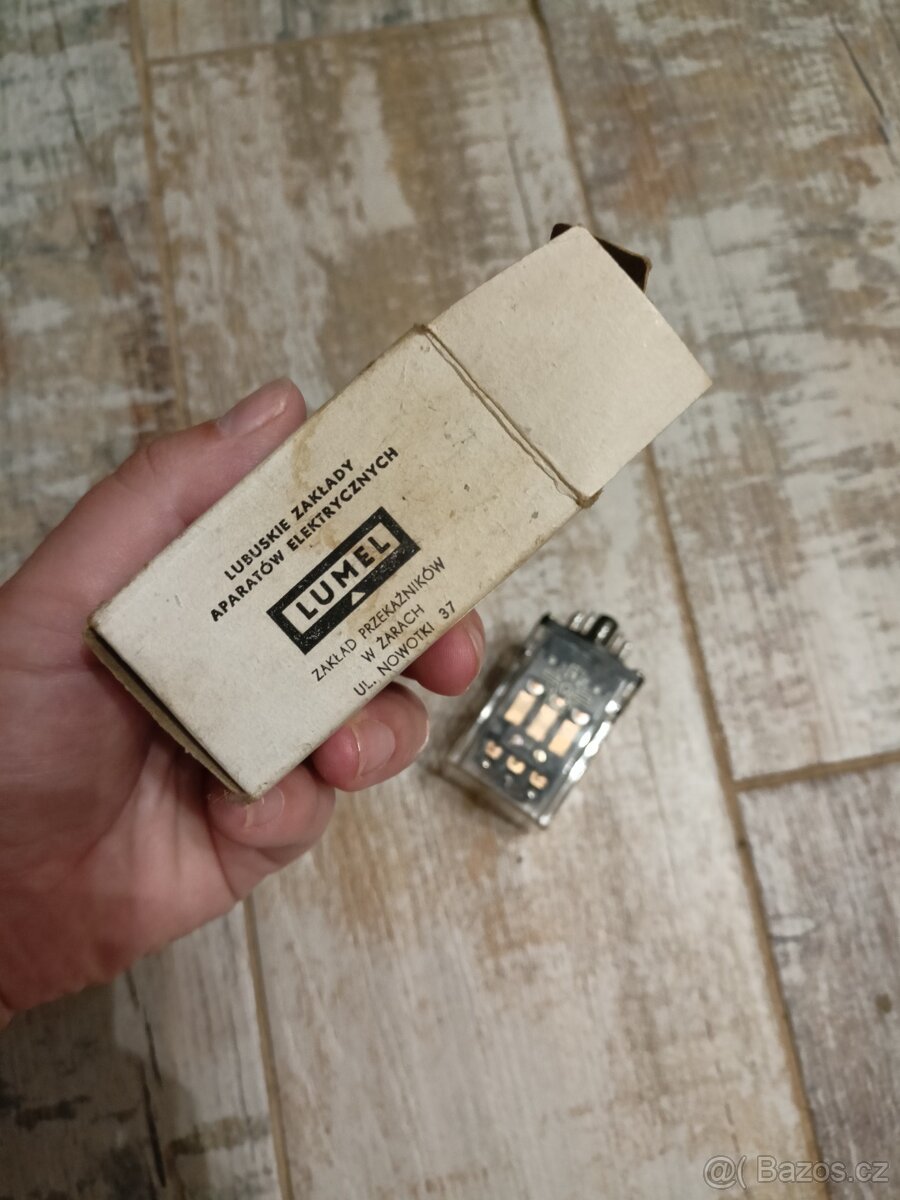 LUBUSKIE ZAKŁADY
APARATÓW ELEKTRYCZNYCH
LUMEL
ZAKŁAD PRZEKAŹNIKÓW
W ŻARACH
UL. NOWOTKI 37
@( Bazos.cz